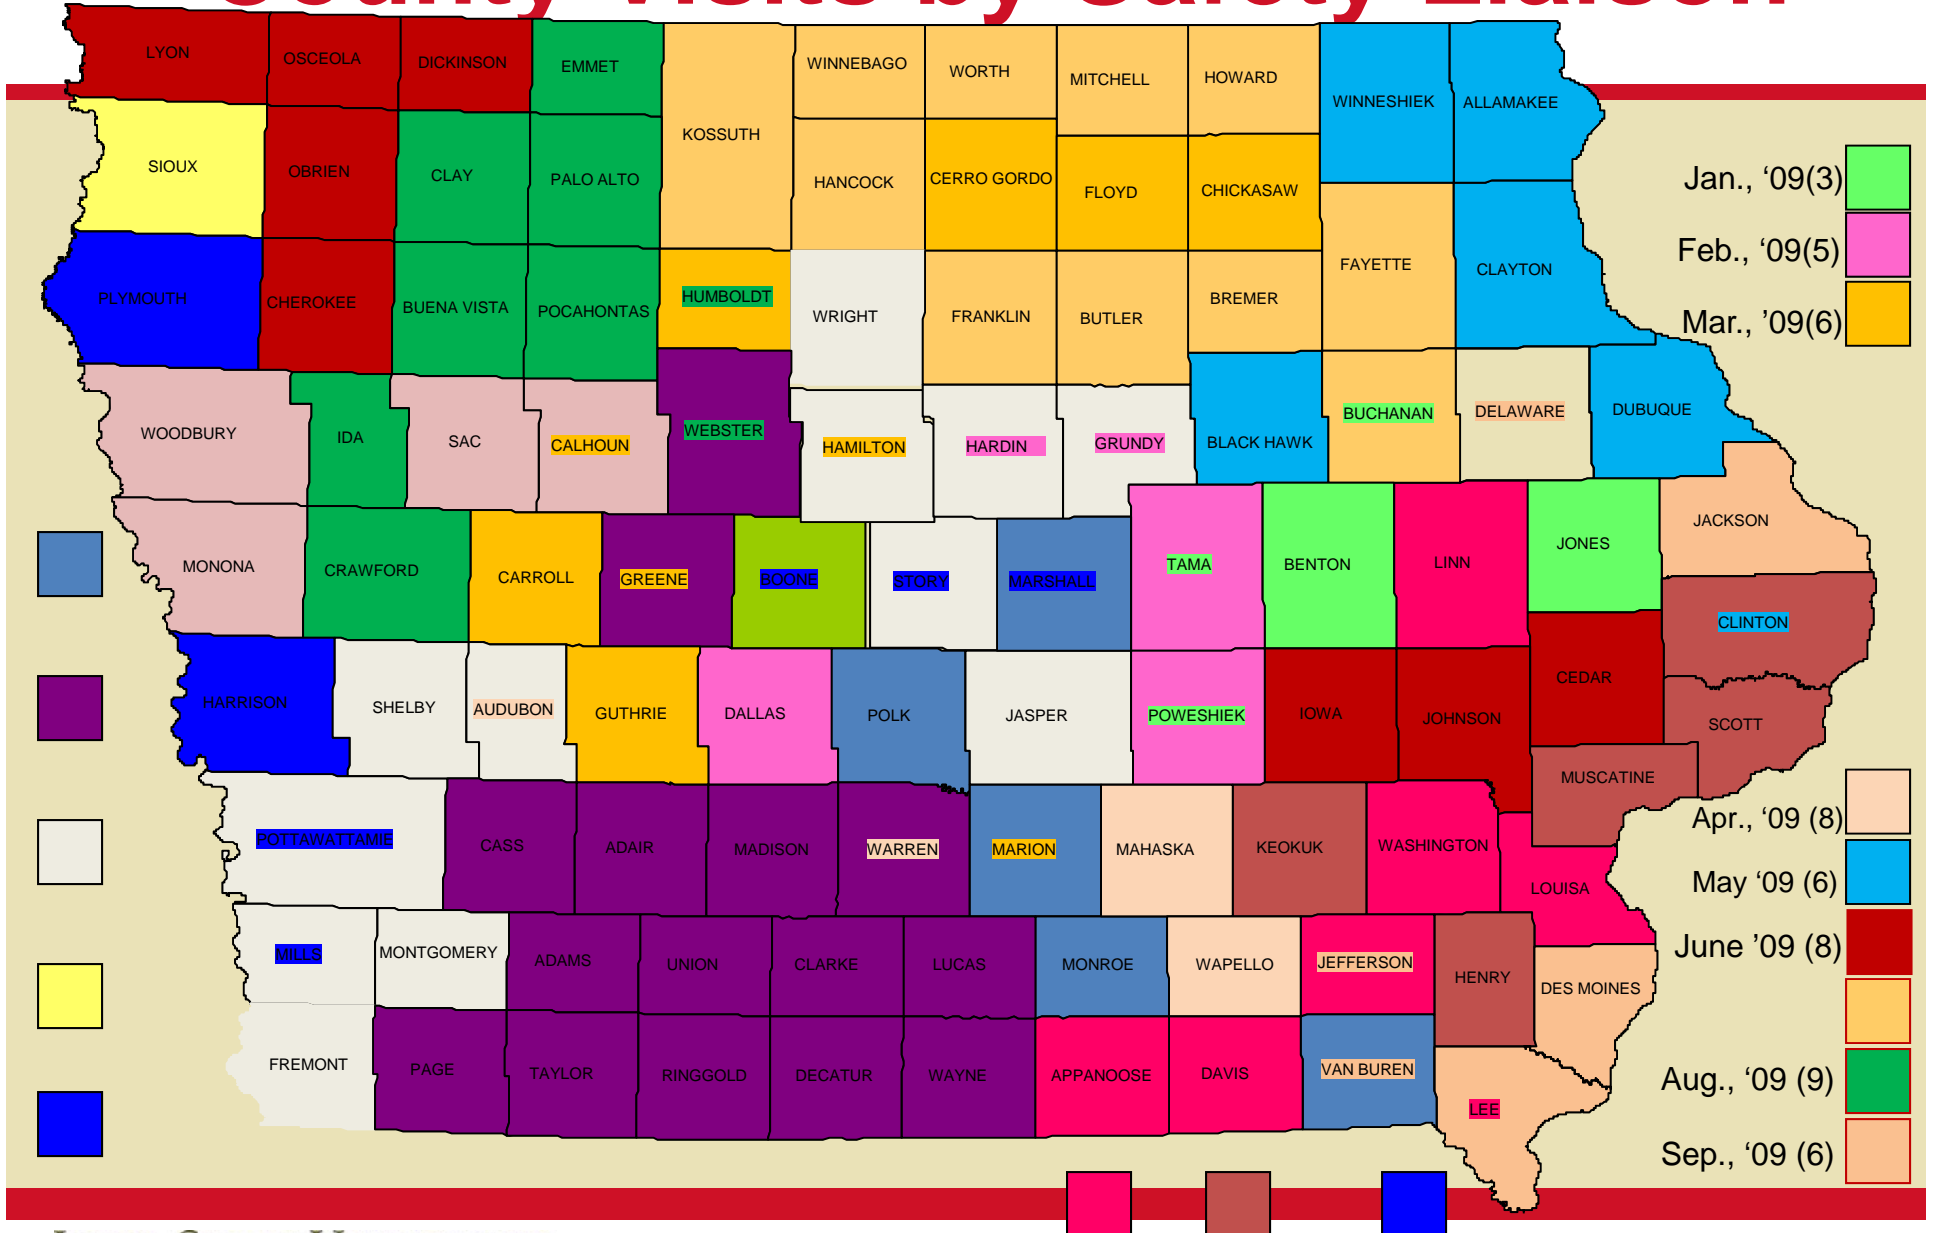 County Visits by Safety Liaison
LYON
OSCEOLA
DICKINSON
EMMET
KOSSUTH
WINNEBAGO
WORTH
MITCHELL
HOWARD
WINNESHIEK
ALLAMAKEE
SIOUX
OBRIEN
CLAY
PALO ALTO
HANCOCK
CERRO GORDO
FLOYD
CHICKASAW
Jan., ‘09(3)
Feb., ‘09(5)
Mar., ’09(6)
PLYMOUTH
CHEROKEE
BUENA VISTA
POCAHONTAS
HUMBOLDT
WRIGHT
FRANKLIN
BUTLER
BREMER
FAYETTE
CLAYTON
WOODBURY
IDA
SAC
CALHOUN
WEBSTER
HAMILTON
HARDIN
GRUNDY
BLACK HAWK
BUCHANAN
DELAWARE
DUBUQUE
MONONA
CRAWFORD
CARROLL
GREENE
BOONE
STORY
MARSHALL
TAMA
BENTON
LINN
JONES
JACKSON
CLINTON
HARRISON
SHELBY
AUDUBON
GUTHRIE
DALLAS
POLK
JASPER
POWESHIEK
IOWA
JOHNSON
CEDAR
SCOTT
MUSCATINE
POTTAWATTAMIE
CASS
ADAIR
MADISON
WARREN
MARION
MAHASKA
KEOKUK
WASHINGTON
LOUISA
Apr., ‘09 (8)
May ‘09 (6)
June ’09 (8)
Aug., ‘09 (9)
Sep., ‘09 (6)
MILLS
MONTGOMERY
ADAMS
UNION
CLARKE
LUCAS
MONROE
WAPELLO
JEFFERSON
HENRY
DES MOINES
FREMONT
PAGE
TAYLOR
RINGGOLD
DECATUR
WAYNE
APPANOOSE
DAVIS
VAN BUREN
LEE